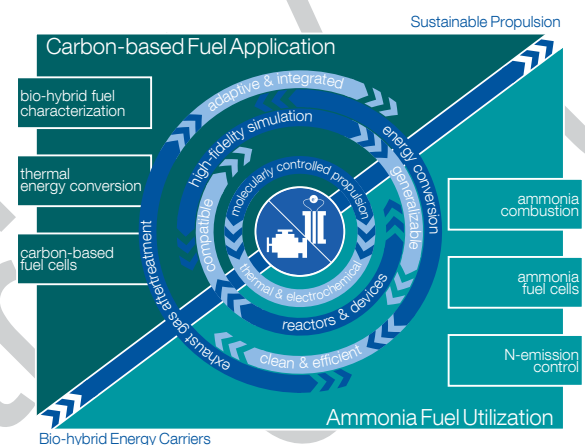 Sustainable Propulsion
Carbon-based Fuel Application
bio-hybrid fuel
characterization
thermal
energy conversion
carbon-based
fuel cells
adaptive & integrated
energy conversion
exhaust gas aftertreatment
high-fidelity simulation
generalizable
compatible
molecularly controlled propulsion
thermal & electrochemical
reactors & devices
clean & efficient
ammonia
combustion
ammonia
fuel cells
N-emission
control
Ammonia Fuel Utilization
Bio-hybrid Energy Carriers